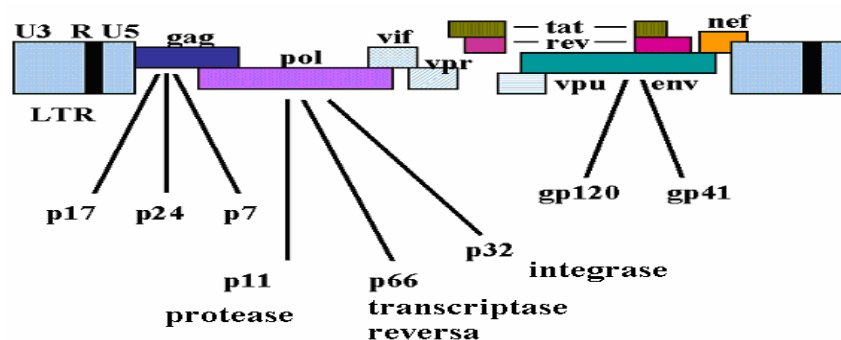 U3 R U5 gag pol vif vpr tat rev vpu env nef
LTR
p17 p24 p7
gp120 gp41
p11 p66 p32
protease transcriptase integrase
reversa